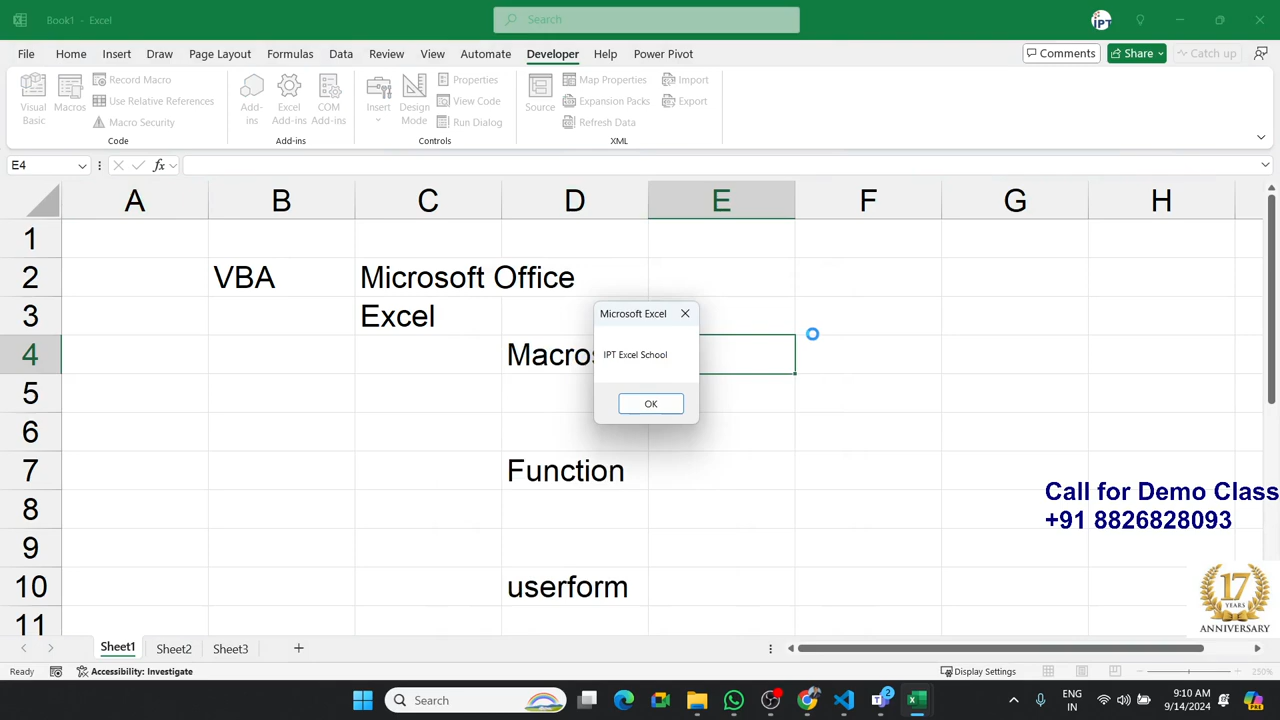 Book1 - Excel
Search
IPT
File Home Insert Draw Page Layout Formulas Data Review View Automate Developer Help Power Pivot
Comments Share Catch up
Visual Basic
Macros
Record Macro
Use Relative References
Macro Security
Code
Add-ins
Excel Add-ins
COM Add-ins
Add-ins
Insert
Design Mode
Properties
View Code
Run Dialog
Controls
Source
Map Properties
Expansion Packs
Refresh Data
Import
Export
XML
E4
fx
A B C D E F G H
1
2 VBA Microsoft Office
3 Excel
4 Macros
5
6
7 Function
8
9
10 userform
11
Microsoft Excel
IPT Excel School
OK
Call for Demo Class
+91 8826828093
17
YEARS
ANNIVERSARY
Sheet1 Sheet2 Sheet3
Ready
Accessibility: Investigate
Display Settings
250%
Search
2
ENG
IN
9:10 AM
9/14/2024